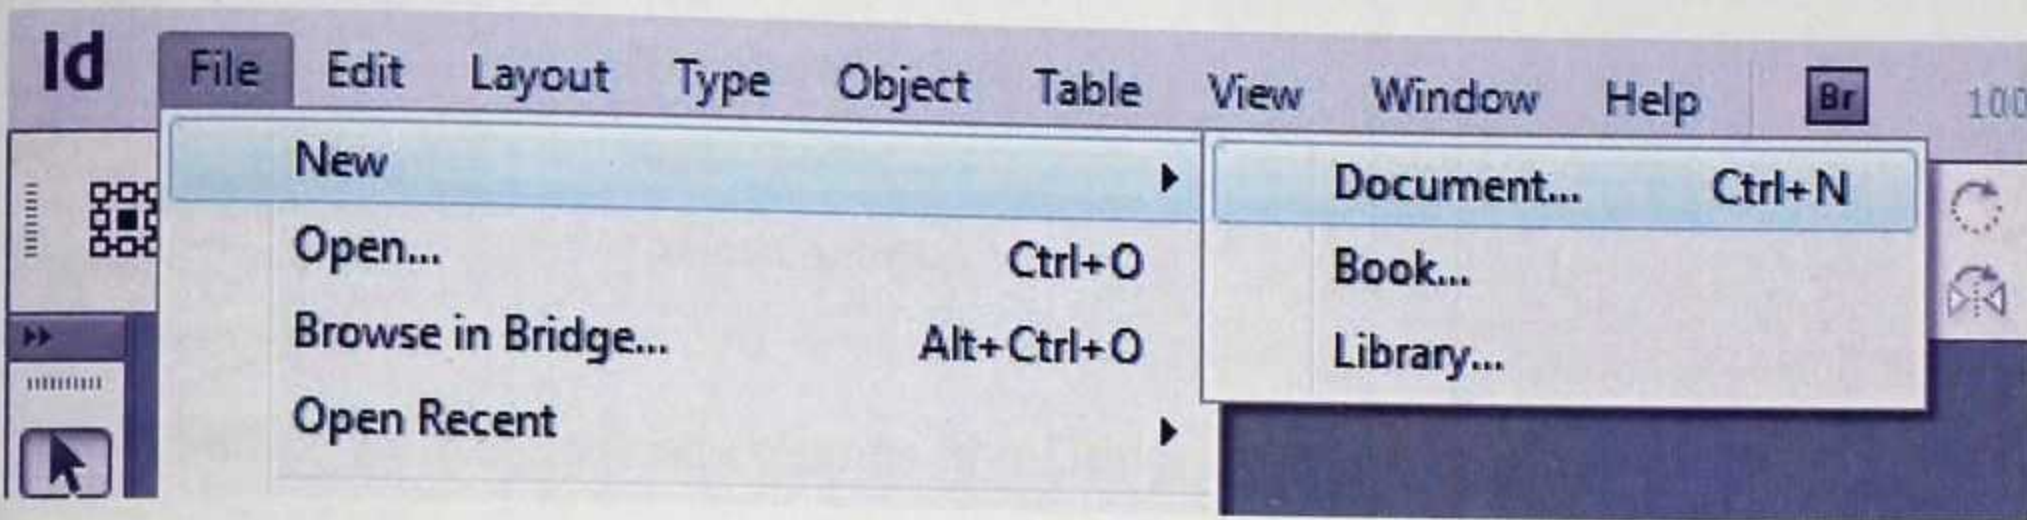 Id File Edit Layout Type Object Table View Window Help Br 100
New Document... Ctrl+N
Open... Ctrl+O Book...
Browse in Bridge... Alt+Ctrl+O Library...
Open Recent